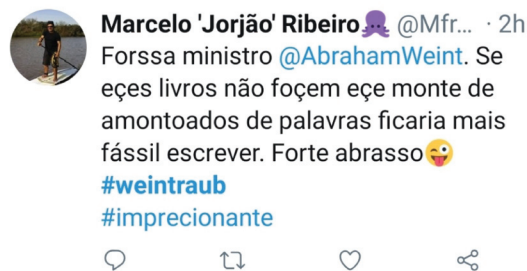 Marcelo 'Jorjão' Ribeiro🐙 @Mfr... · 2h
Forssa ministro @AbrahamWeint. Se
eçes livros não foçem eçe monte de
amontoados de palavras ficaria mais
fássil escrever. Forte abrasso😜
#weintraub
#imprecionante